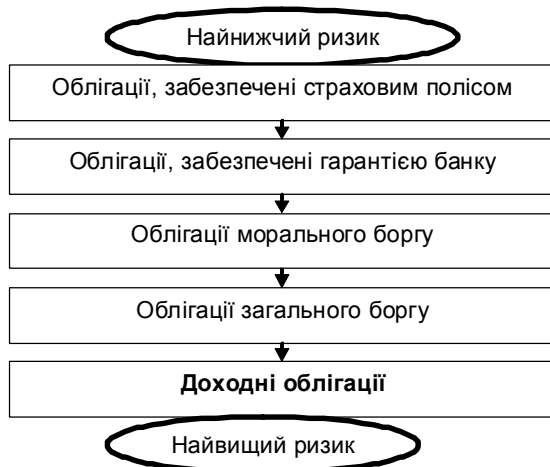 Найнижчий ризик
Облігації, забезпечені страховим полісом
Облігації, забезпечені гарантією банку
Облігації морального боргу
Облігації загального боргу
Доходні облігації
Найвищий ризик